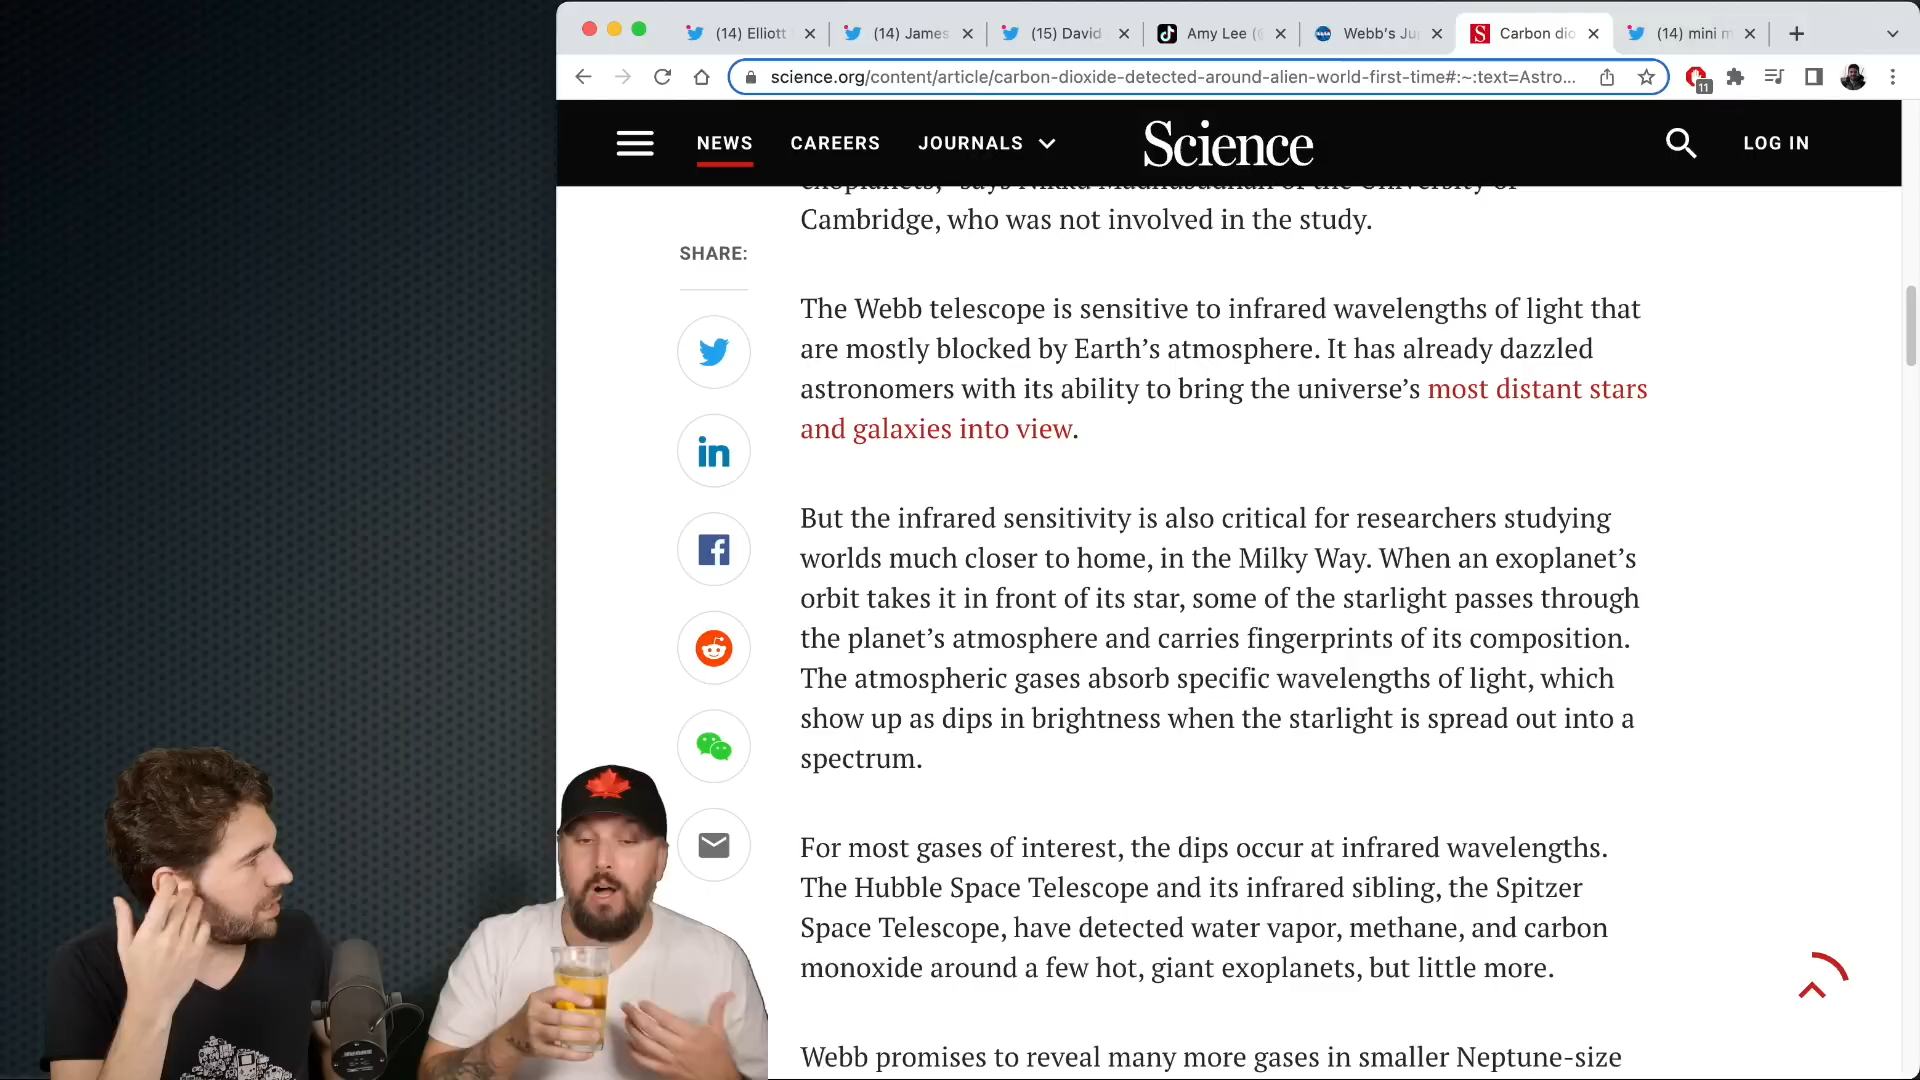 (14) Elliott
(14) James
(15) David
Amy Lee (
Webb's Ju
Carbon dio
(14) mini m
science.org/content/article/carbon-dioxide-detected-around-alien-world-first-time#:~:text=Astro...
11
NEWS
CAREERS
JOURNALS
Science
LOG IN
Cambridge, who was not involved in the study.
SHARE:
The Webb telescope is sensitive to infrared wavelengths of light that
are mostly blocked by Earth's atmosphere. It has already dazzled
astronomers with its ability to bring the universe's most distant stars
and galaxies into view.
But the infrared sensitivity is also critical for researchers studying
worlds much closer to home, in the Milky Way. When an exoplanet's
orbit takes it in front of its star, some of the starlight passes through
the planet's atmosphere and carries fingerprints of its composition.
The atmospheric gases absorb specific wavelengths of light, which
show up as dips in brightness when the starlight is spread out into a
spectrum.
For most gases of interest, the dips occur at infrared wavelengths.
The Hubble Space Telescope and its infrared sibling, the Spitzer
Space Telescope, have detected water vapor, methane, and carbon
monoxide around a few hot, giant exoplanets, but little more.
Webb promises to reveal many more gases in smaller Neptune-size